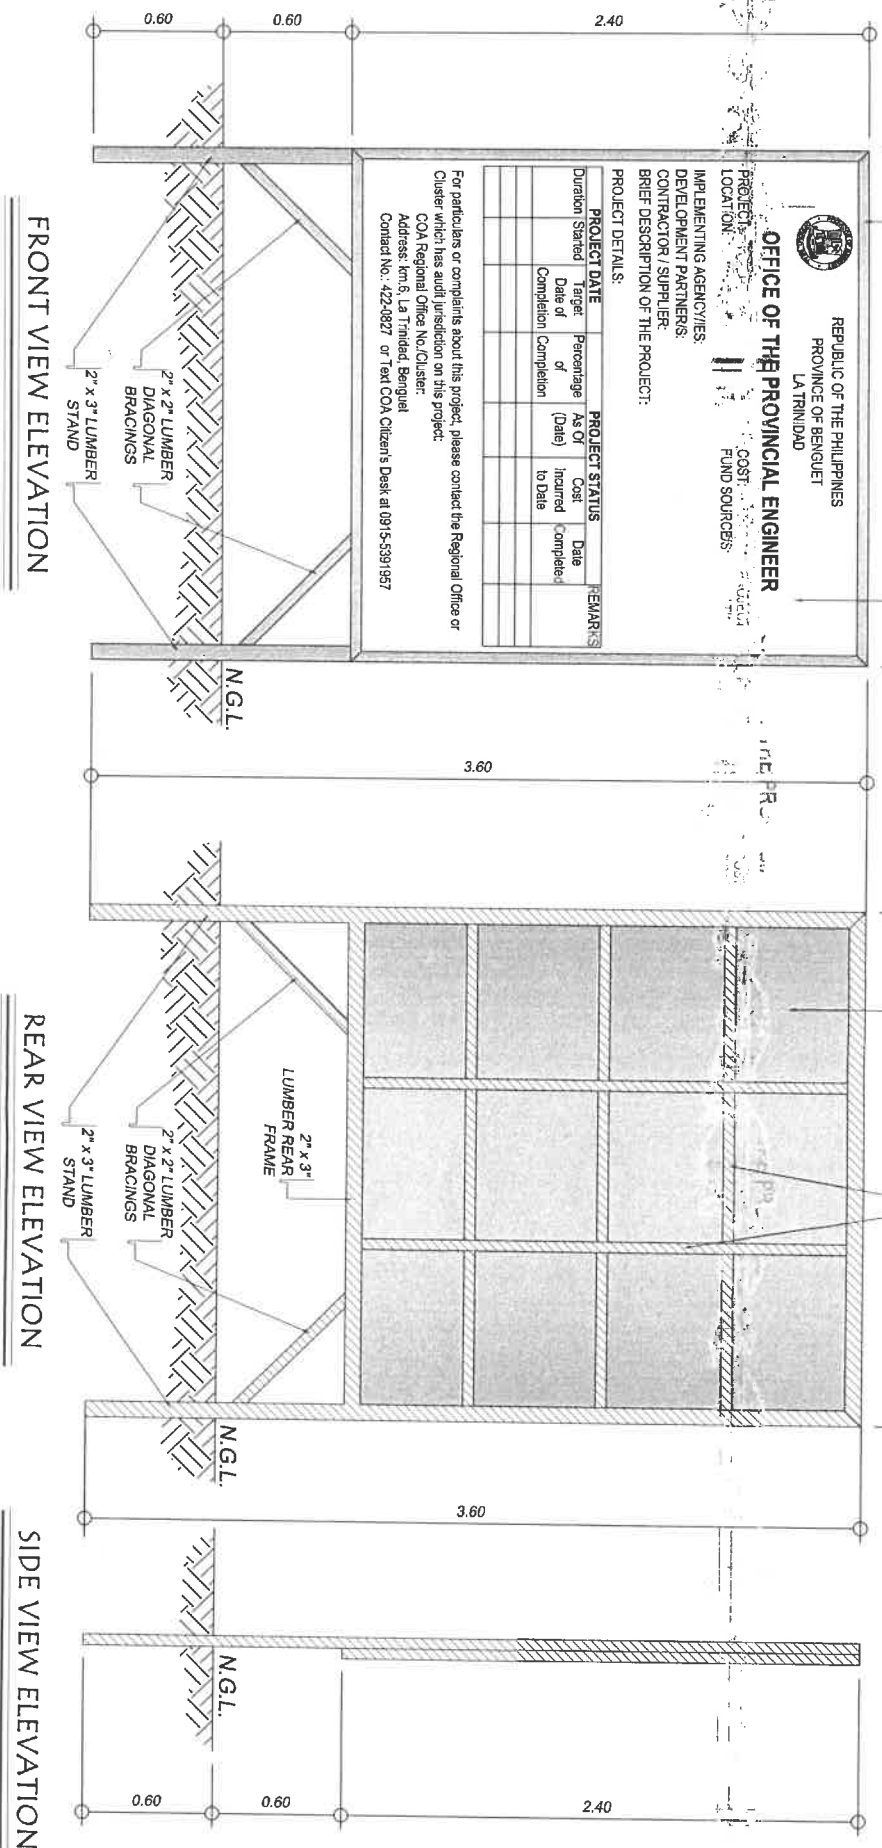 REPUBLIC OF THE PHILIPPINES
PROVINCE OF BENGUET
LA TRINIDAD
OFFICE OF THE PROVINCIAL ENGINEER
PROJECT:
LOCATION:
COST:
FUND SOURCE/S:
IMPLEMENTING AGENCY/IES:
DEVELOPMENT PARTNER/S:
CONTRACTOR / SUPPLIER:
BRIEF DESCRIPTION OF THE PROJECT:
PROJECT DETAILS:
PROJECT DATE PROJECT STATUS REMARKS
Duration Started Target Date of Completion Percentage of Completion As Of (Date) Cost Incurred to Date Date Completed
For particulars or complaints about this project, please contact the Regional Office or
Cluster which has audit jurisdiction on this project:
COA Regional Office No./Cluster:
Address: km.6, La Trinidad, Benguet
Contact No.: 422-0827 or Text COA Citizen's Desk at 0915-5391957
2.40
0.60
0.60
N.G.L.
2" x 2" LUMBER
DIAGONAL
BRACINGS
2" x 3" LUMBER
STAND
FRONT VIEW ELEVATION
3.60
2" x 3"
LUMBER REAR
FRAME
N.G.L.
2" x 2" LUMBER
DIAGONAL
BRACINGS
2" x 3" LUMBER
STAND
REAR VIEW ELEVATION
3.60
N.G.L.
2.40
0.60
0.60
SIDE VIEW ELEVATION